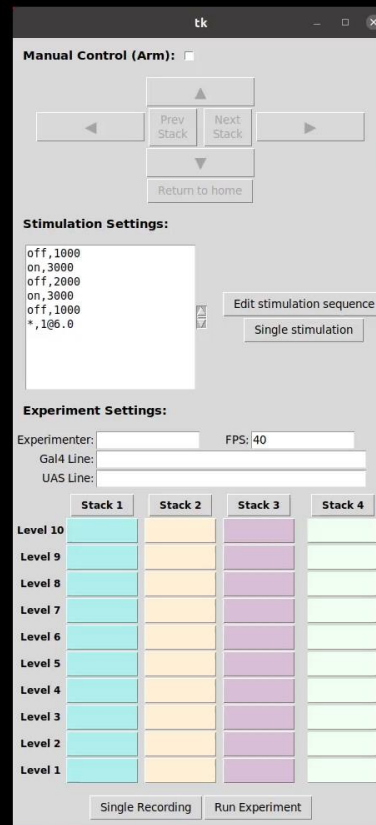 tk
Manual Control (Arm):
Prev Stack
Next Stack
Return to home
Stimulation Settings:
off,1000
on,3000
off,2000
on,3000
off,1000
*,1@6.0
Edit stimulation sequence
Single stimulation
Experiment Settings:
Experimenter: FPS: 40
Gal4 Line:
UAS Line:
Stack 1 Stack 2 Stack 3 Stack 4
Level 10
Level 9
Level 8
Level 7
Level 6
Level 5
Level 4
Level 3
Level 2
Level 1
Single Recording Run Experiment